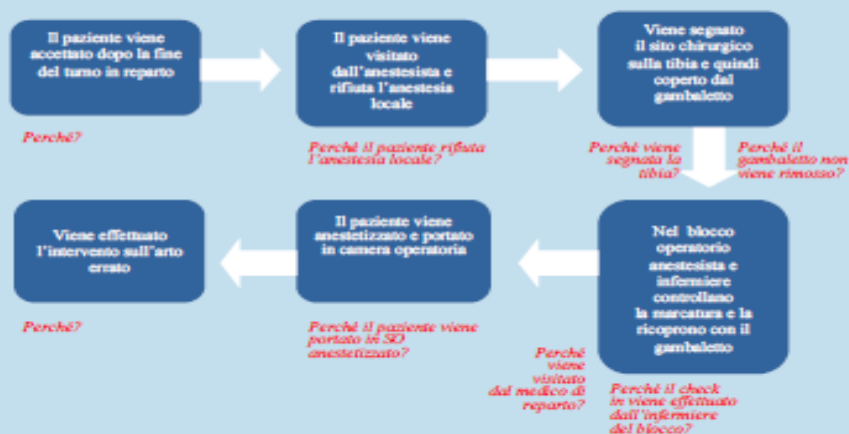 Il paziente viene
accettato dopo la fine
del turno in reparto
Perché?
Il paziente viene
visitato
dall'anestesista e
rifiuta l'anestesia
locale
Perché il paziente rifiuta
l'anestesia locale?
Viene segnato
il sito chirurgico
sulla tibia e quindi
coperto dal
gambaletto
Perché viene
segnata la
tibia?
Perché il
gambaletto non
viene rimosso?
Nel blocco
operatorio
anestesista e
infermiere
controllano
la marcatura e la
ricoprono con il
gambaletto
Perché
viene
visitato
dal medico di
reparto?
Perché il check
in viene effettuato
dall'infermiere
del blocco?
Il paziente viene
anestetizzato e portato
in camera operatoria
Perché il paziente viene
portato in SO
anestetizzato?
Viene effettuato
l'intervento sull'arto
errato
Perché?